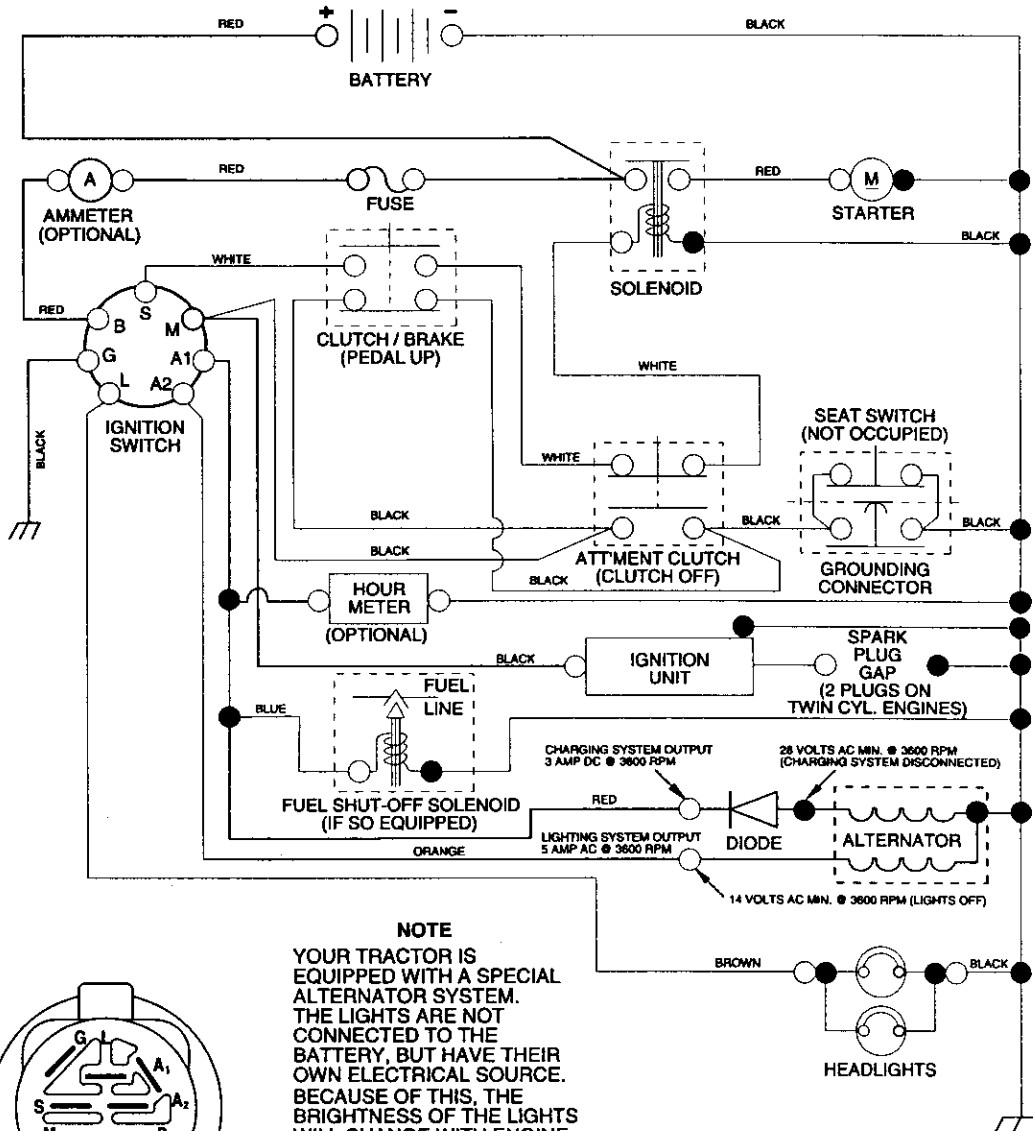 RED
+
-
BLACK
BATTERY
A
RED
AMMETER
(OPTIONAL)
FUSE
RED
M
STARTER
BLACK
SOLENOID
WHITE
CLUTCH / BRAKE
(PEDAL UP)
RED
S
B
M
G
A1
L
A2
IGNITION
SWITCH
BLACK
WHITE
SEAT SWITCH
(NOT OCCUPIED)
WHITE
BLACK
BLACK
BLACK
BLACK
ATT'MENT CLUTCH
(CLUTCH OFF)
BLACK
GROUNDING
CONNECTOR
HOUR
METER
(OPTIONAL)
BLACK
IGNITION
UNIT
SPARK
PLUG
GAP
(2 PLUGS ON
TWIN CYL. ENGINES)
BLUE
FUEL
LINE
FUEL SHUT-OFF SOLENOID
(IF SO EQUIPPED)
CHARGING SYSTEM OUTPUT
3 AMP DC @ 3600 RPM
28 VOLTS AC MIN. @ 3600 RPM
(CHARGING SYSTEM DISCONNECTED)
RED
DIODE
ALTERNATOR
LIGHTING SYSTEM OUTPUT
5 AMP AC @ 3600 RPM
ORANGE
14 VOLTS AC MIN. @ 3600 RPM (LIGHTS OFF)
BROWN
BLACK
HEADLIGHTS
NOTE
YOUR TRACTOR IS
EQUIPPED WITH A SPECIAL
ALTERNATOR SYSTEM.
THE LIGHTS ARE NOT
CONNECTED TO THE
BATTERY, BUT HAVE THEIR
OWN ELECTRICAL SOURCE.
BECAUSE OF THIS, THE
BRIGHTNESS OF THE LIGHTS
WILL CHANGE WITH ENGINE
G
L
A1
S
A2
M
B